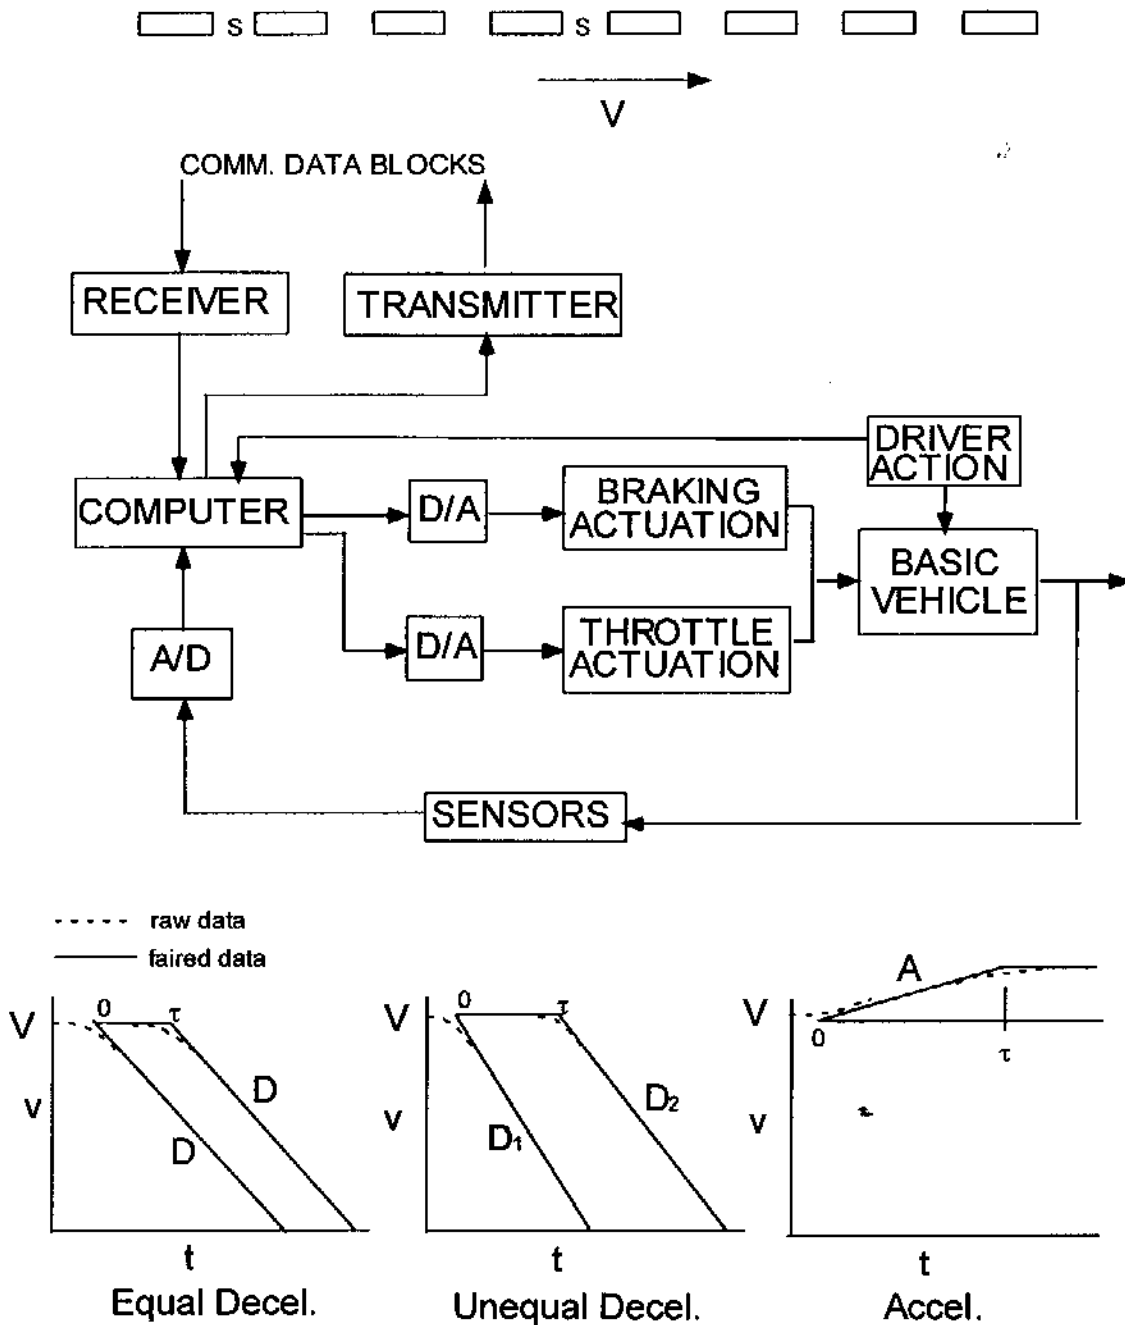 s s
V
COMM. DATA BLOCKS
RECEIVER TRANSMITTER
DRIVER
ACTION
COMPUTER D/A BRAKING
ACTUATION
BASIC
VEHICLE
A/D D/A THROTTLE
ACTUATION
SENSORS
raw data
faired data
V 0 τ
v D D
t
Equal Decel.
V 0 τ
v D₁ D₂
t
Unequal Decel.
A
V 0 τ
v
t
Accel.